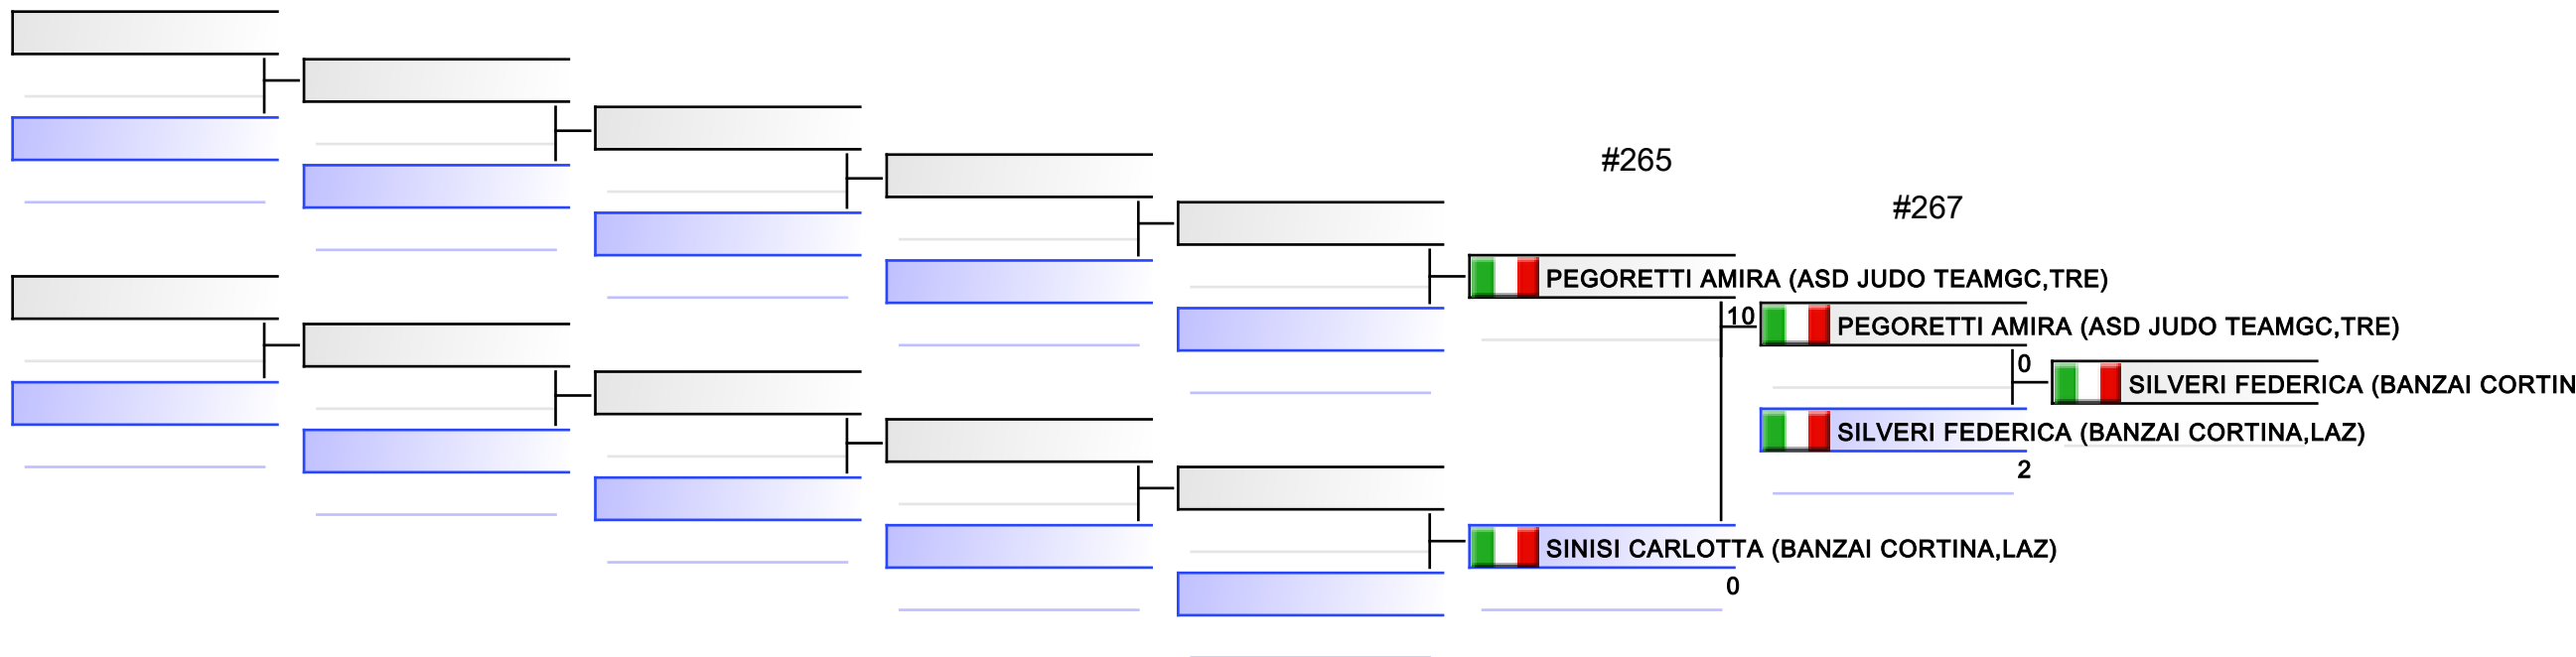 #265
#267
PEGORETTI AMIRA (ASD JUDO TEAMGC,TRE)
10
PEGORETTI AMIRA (ASD JUDO TEAMGC,TRE)
0
SILVERI FEDERICA (BANZAI CORTIN
SILVERI FEDERICA (BANZAI CORTINA,LAZ)
2
SINISI CARLOTTA (BANZAI CORTINA,LAZ)
0